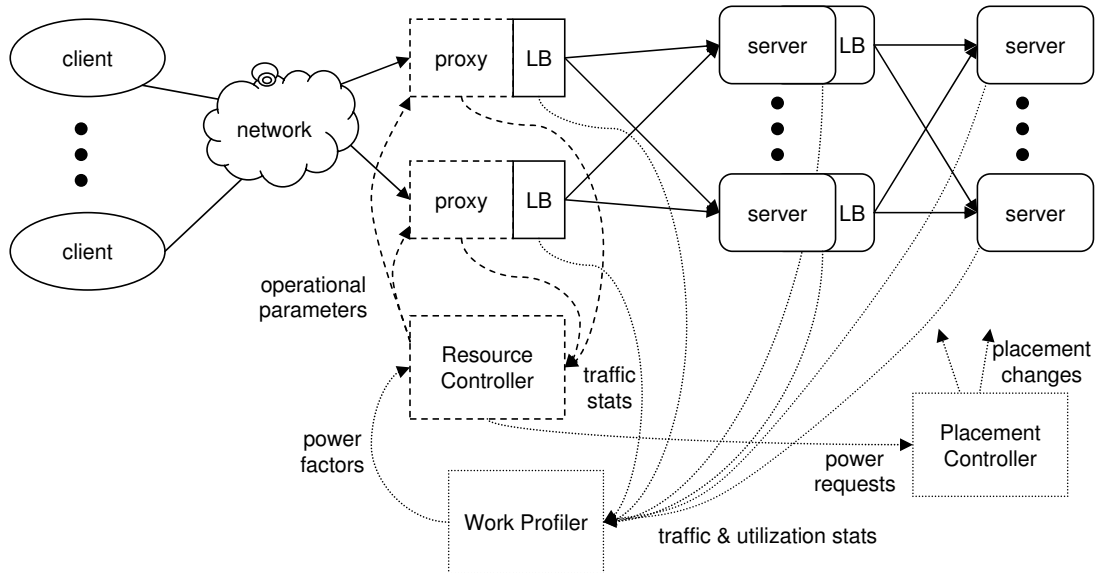 client
proxy
LB
server
LB
server
network
proxy
LB
server
LB
server
client
operational
parameters
Resource
Controller
traffic
stats
placement
changes
power
factors
Placement
Controller
power
requests
Work Profiler
traffic & utilization stats